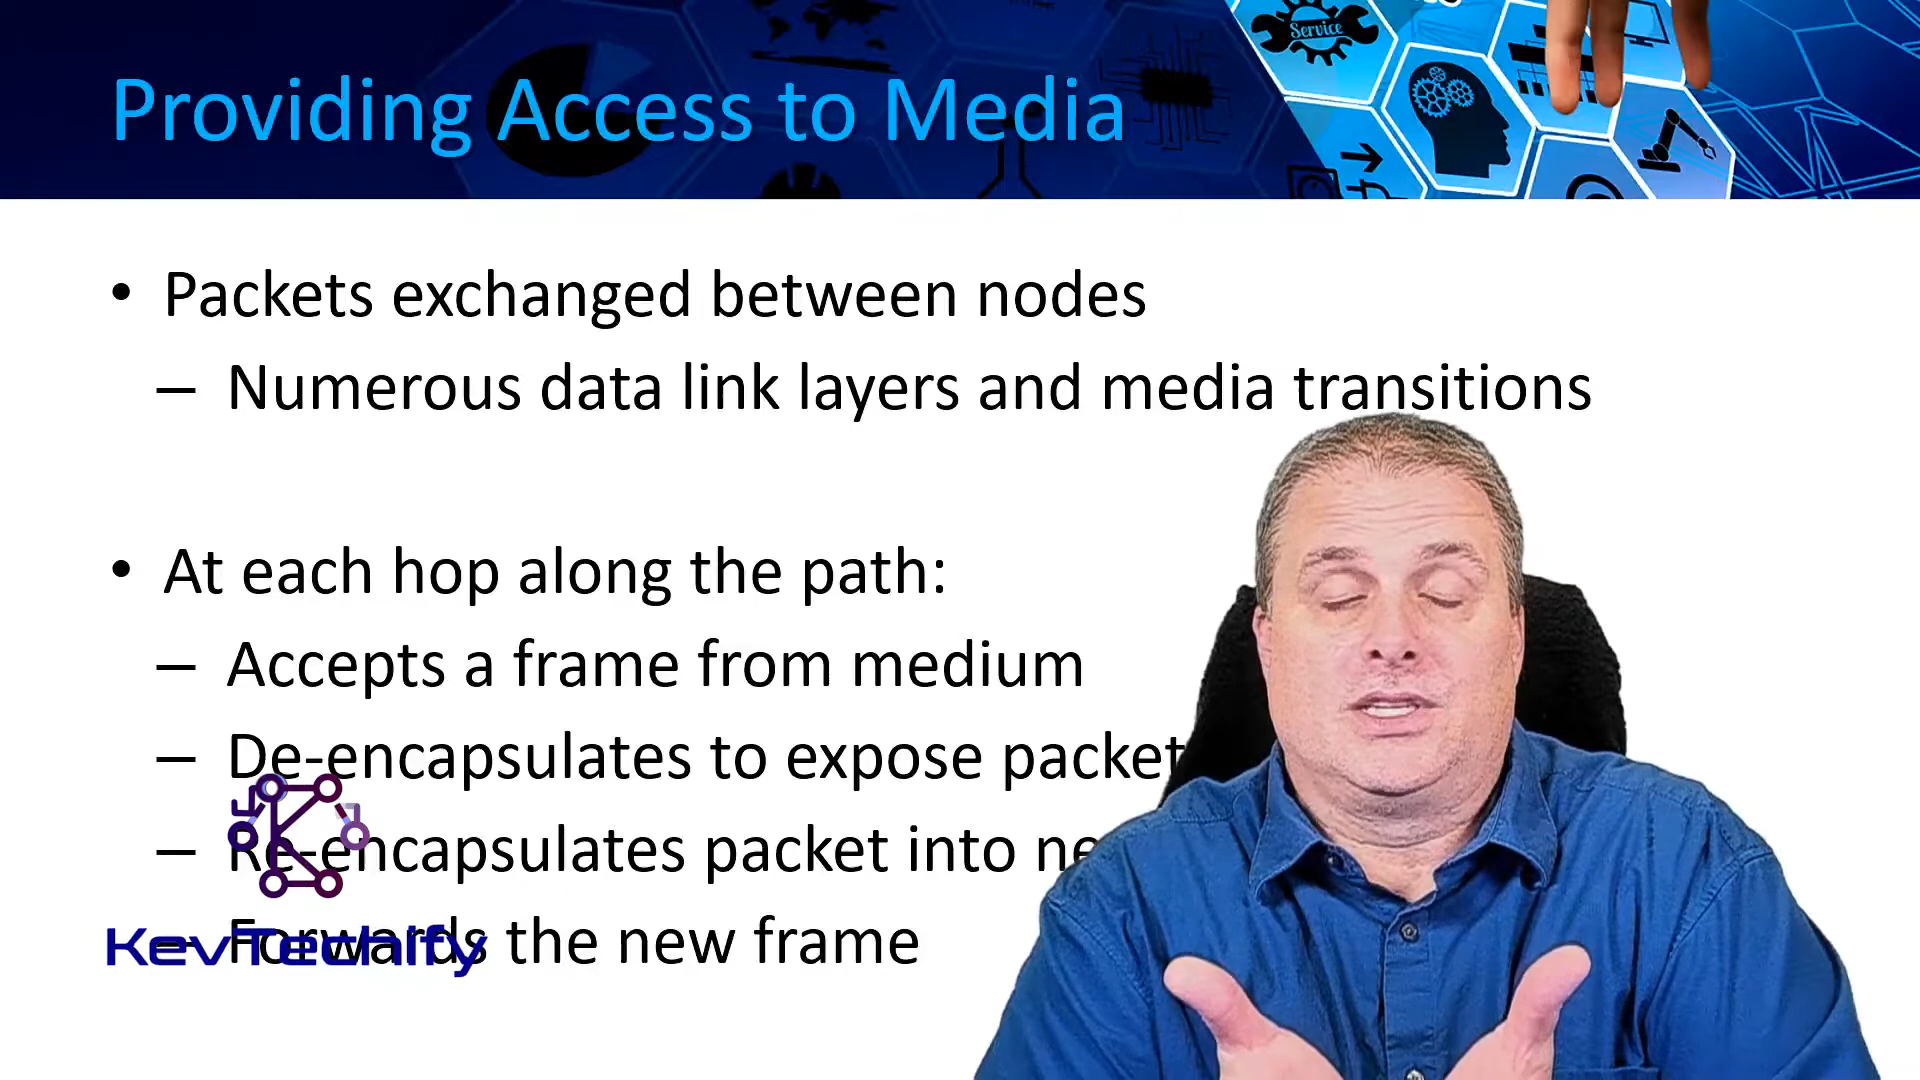 Service
Providing Access to Media
• Packets exchanged between nodes
– Numerous data link layers and media transitions
• At each hop along the path:
– Accepts a frame from medium
– De-encapsulates to expose packet
– Re-encapsulates packet into
– Forwards the new frame
KevTechify